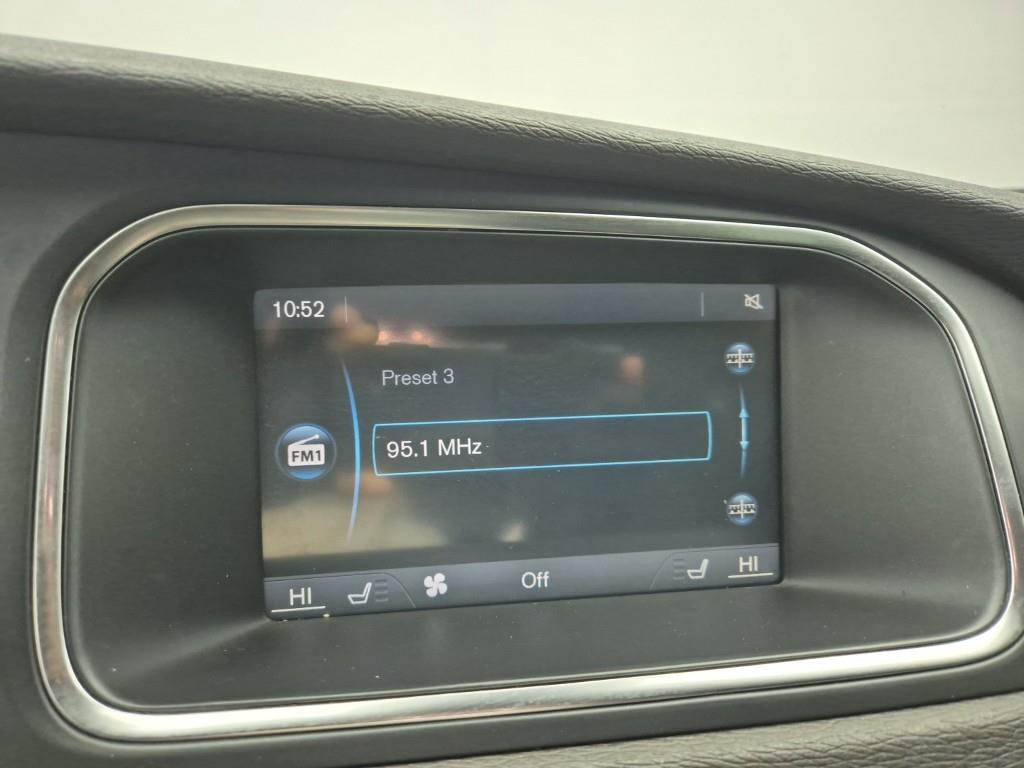 10:52
Preset 3
FM1
95.1 MHz
HI
Off
HI